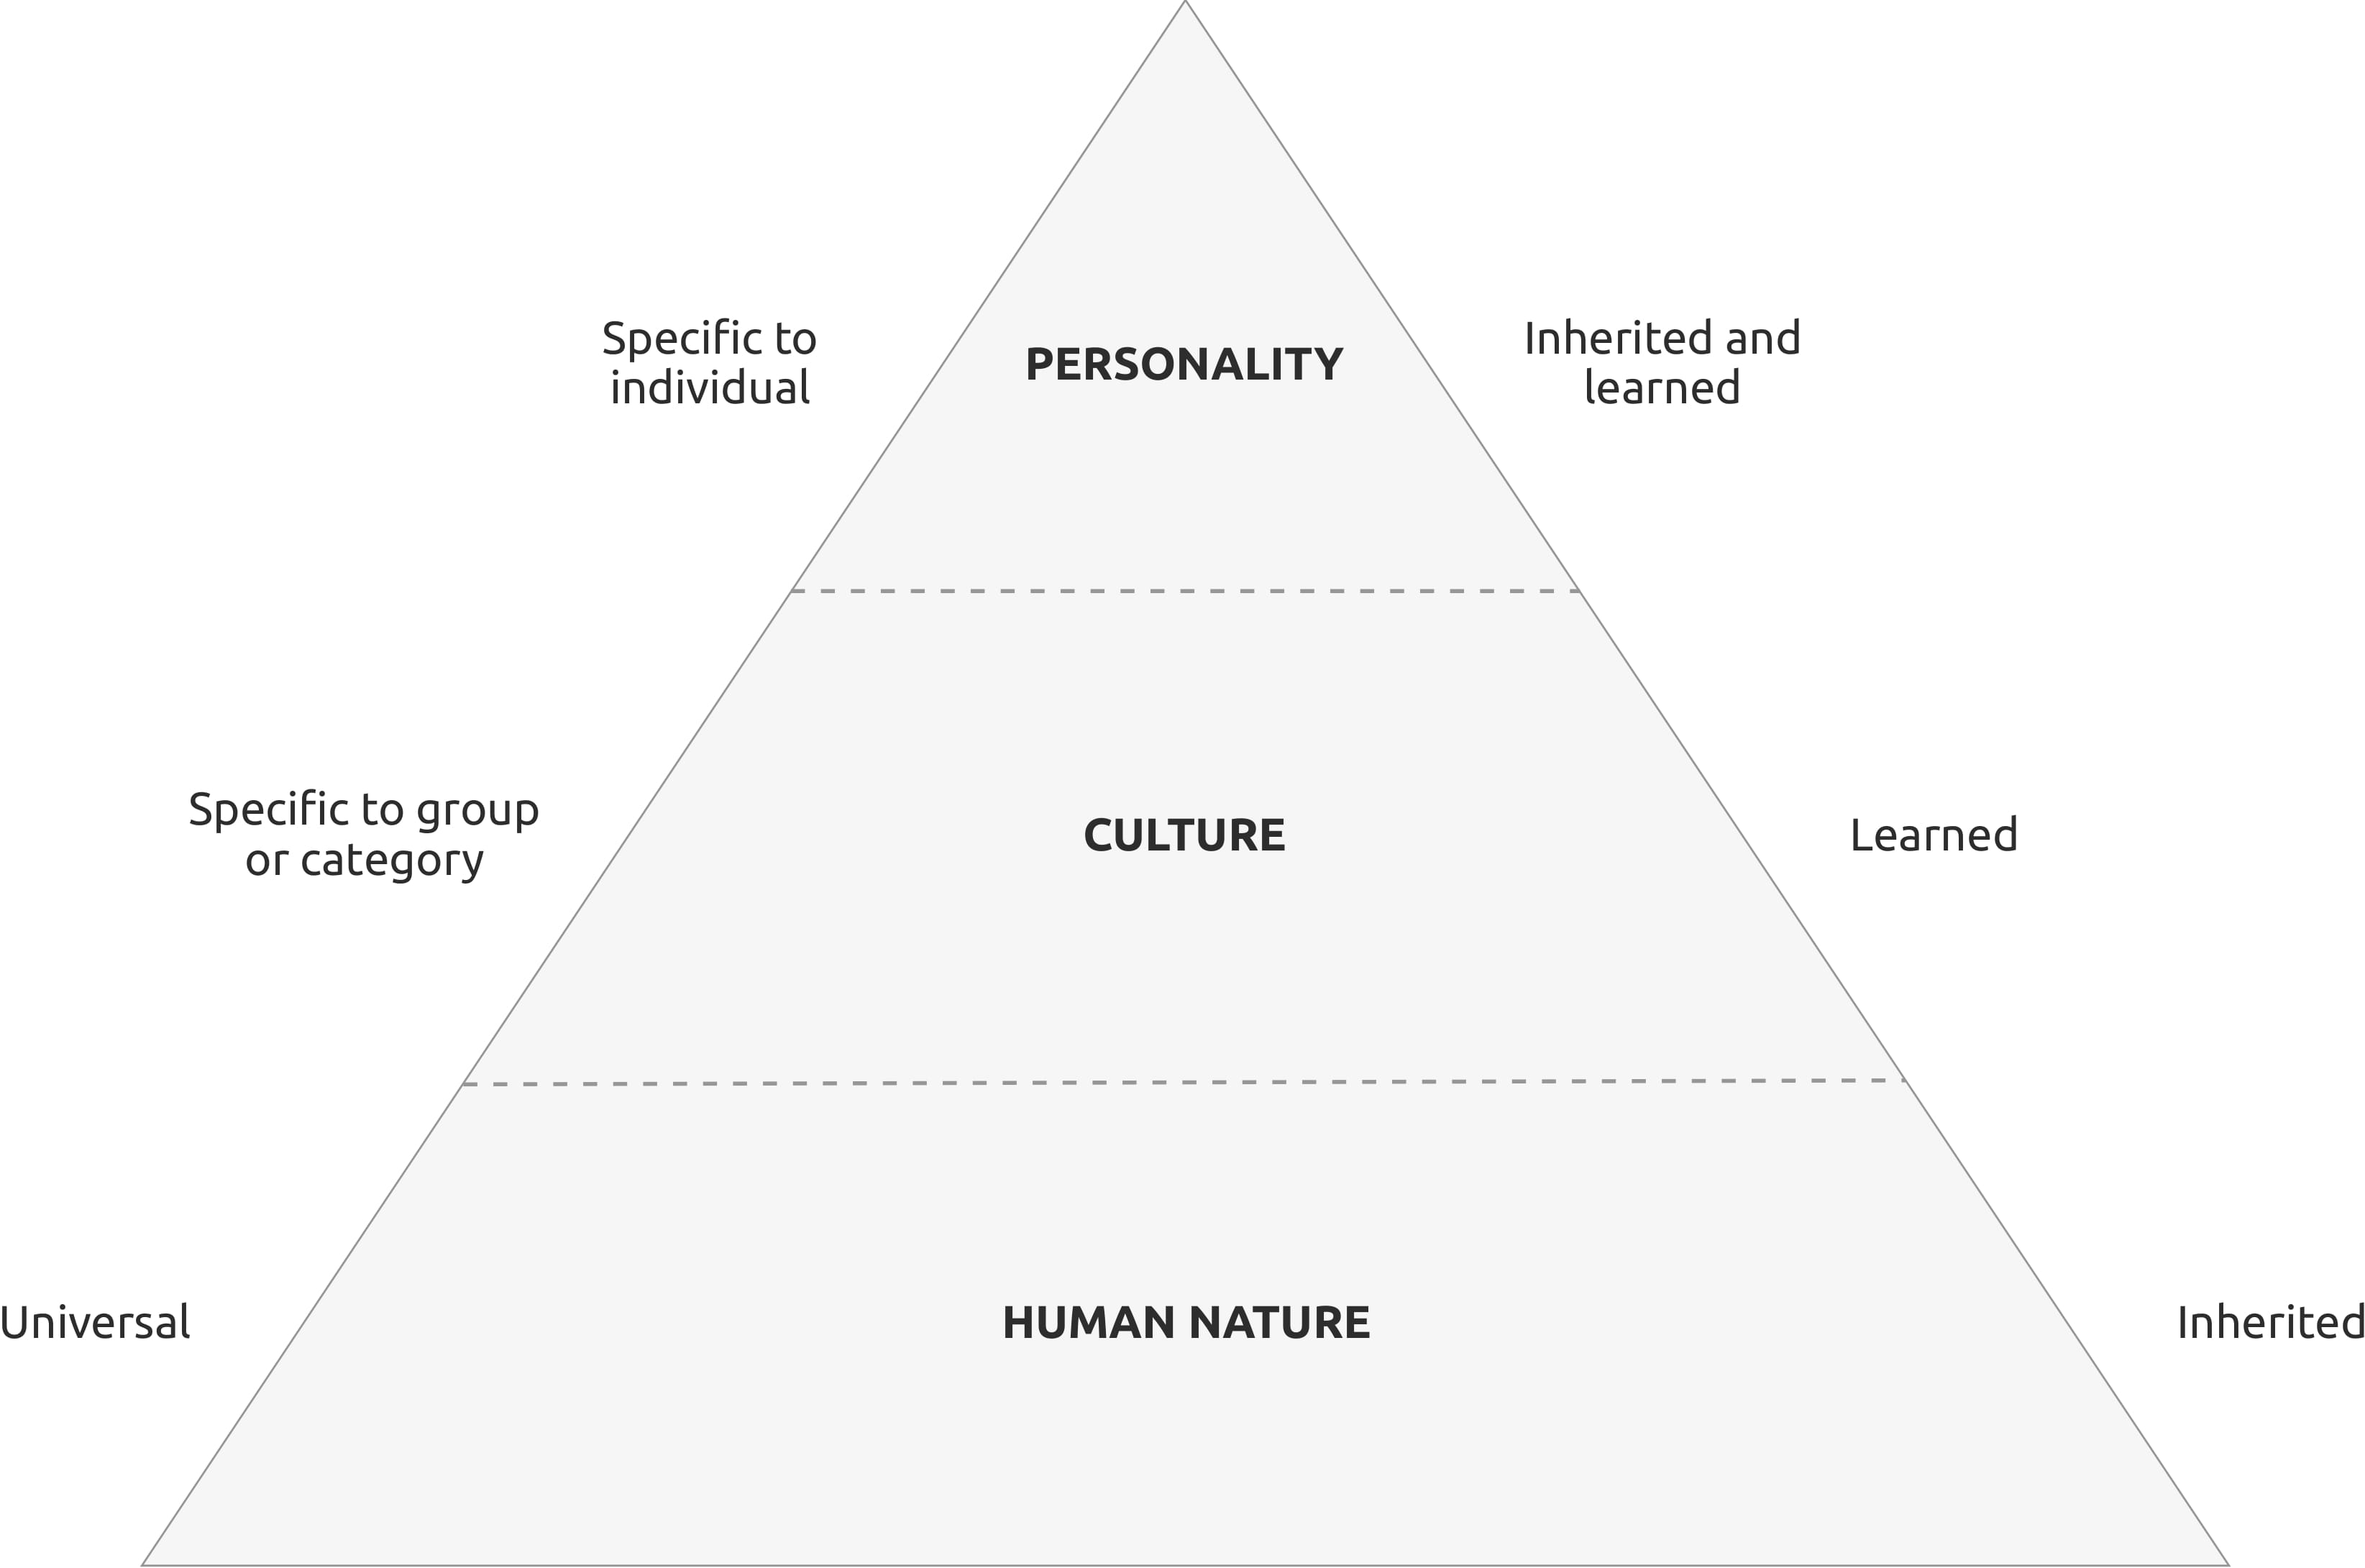 Specific to
individual
PERSONALITY
Inherited and
learned
Specific to group
or category
CULTURE
Learned
Universal
HUMAN NATURE
Inherited